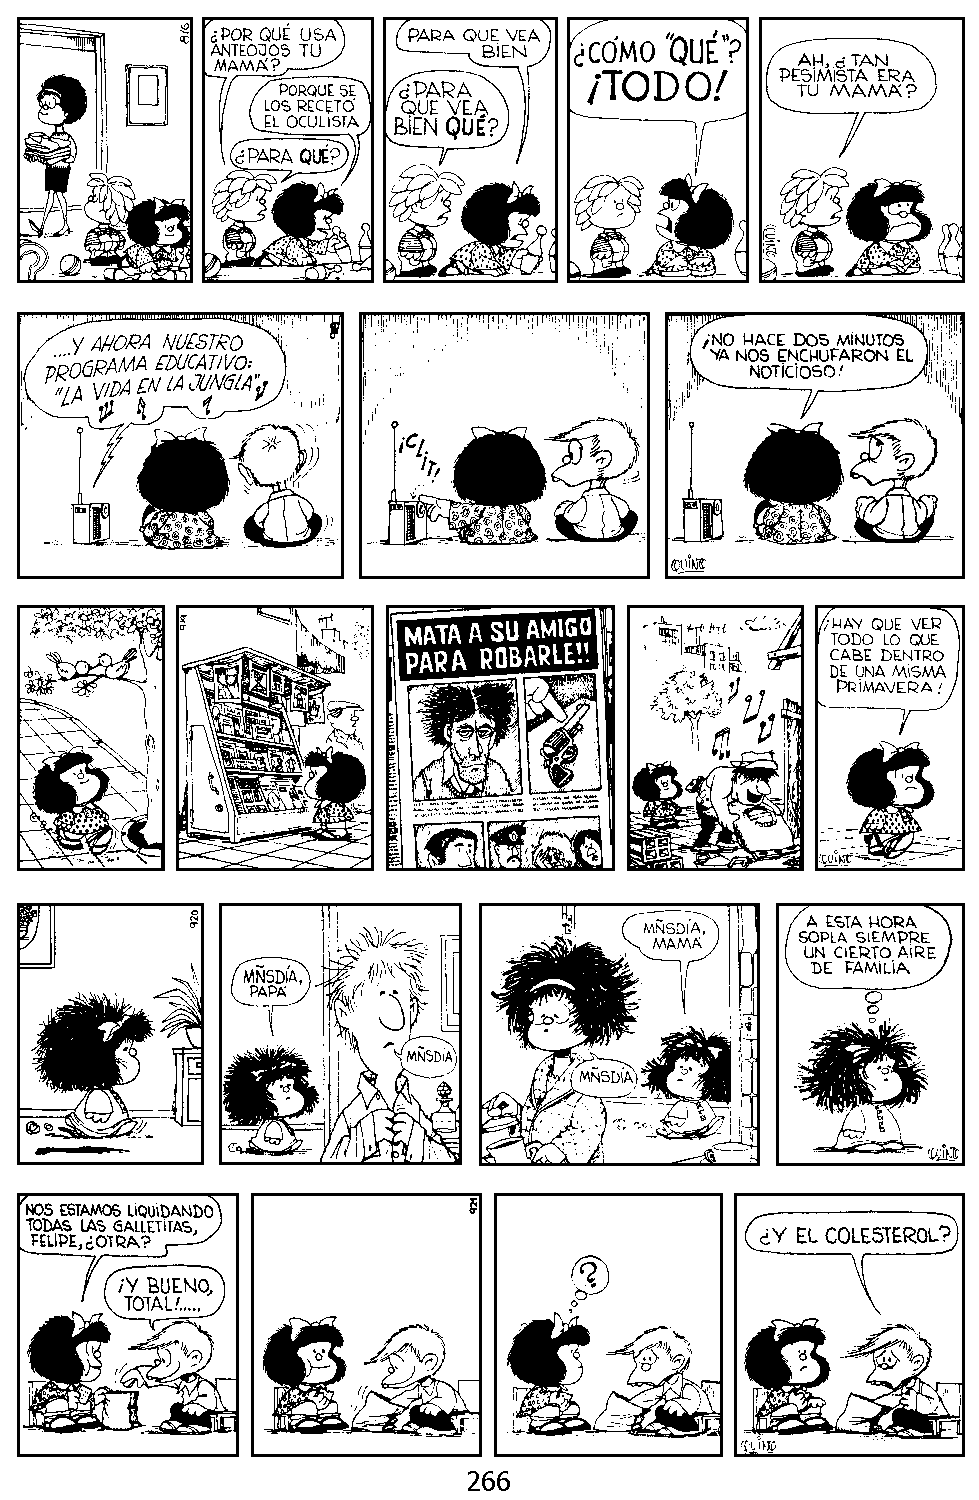 918
¿POR QUÉ USA
ANTEOJOS TU
MAMÁ?
PORQUE SE
LOS RECETÓ
EL OCULISTA
¿PARA QUÉ?
PARA QUE VEA
BIEN
¿PARA
QUE VEA
BIEN QUÉ?
¿CÓMO "QUÉ"?
¡TODO!
AH, ¿TAN
PESIMISTA ERA
TU MAMÁ?
QUINO
...Y AHORA NUESTRO
PROGRAMA EDUCATIVO:
"LA VIDA EN LA JUNGLA"
¡CLIT!
¡NO HACE DOS MINUTOS
YA NOS ENCHUFARON EL
NOTICIOSO!
QUINO
919
MATA A SU AMIGO
PARA ROBARLE!!
¡HAY QUE VER
TODO LO QUE
CABE DENTRO
DE UNA MISMA
PRIMAVERA!
QUINO
920
MÑSDÍA,
PAPÁ
MÑSDÍA
MÑSDÍA,
MAMÁ
MÑSDÍA
A ESTA HORA
SOPLA SIEMPRE
UN CIERTO AIRE
DE FAMILIA
QUINO
NOS ESTAMOS LIQUIDANDO
TODAS LAS GALLETITAS,
FELIPE, ¿OTRA?
¡Y BUENO,
TOTAL!.....
921
?
¿Y EL COLESTEROL?
QUINO
266